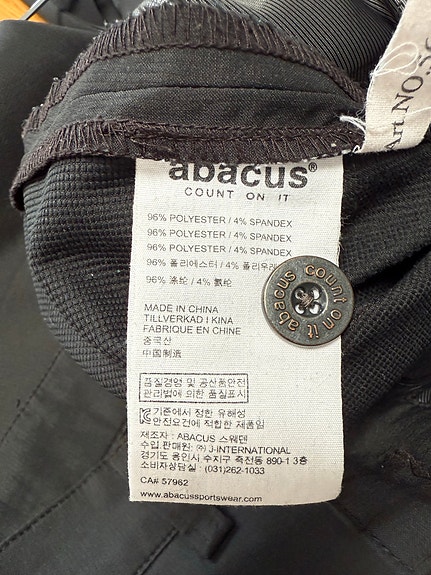 Art.NO:
abacus®
COUNT ON IT
96% POLYESTER / 4% SPANDEX
96% POLYESTER / 4% SPANDEX
96% POLYESTER / 4% SPANDEX
96% 폴리에스터 / 4% 폴리우레
96% 涤纶 / 4% 氨纶
abacus count on it
MADE IN CHINA
TILLVERKAD I KINA
FABRIQUE EN CHINE
중국산
中国制造
품질경영 및 공산품안전
관리법에 의한 품질표시
기준에서 정한 유해성
안전요건에 적합한 제품임
제조자 : ABACUS 스웨덴
수입 판매원: ㈜ J-INTERNATIONAL
경기도 용인시 수지구 죽전동 890-1 3층
소비자상담실 : (031)262-1033
CA# 57962
www.abacussportswear.com